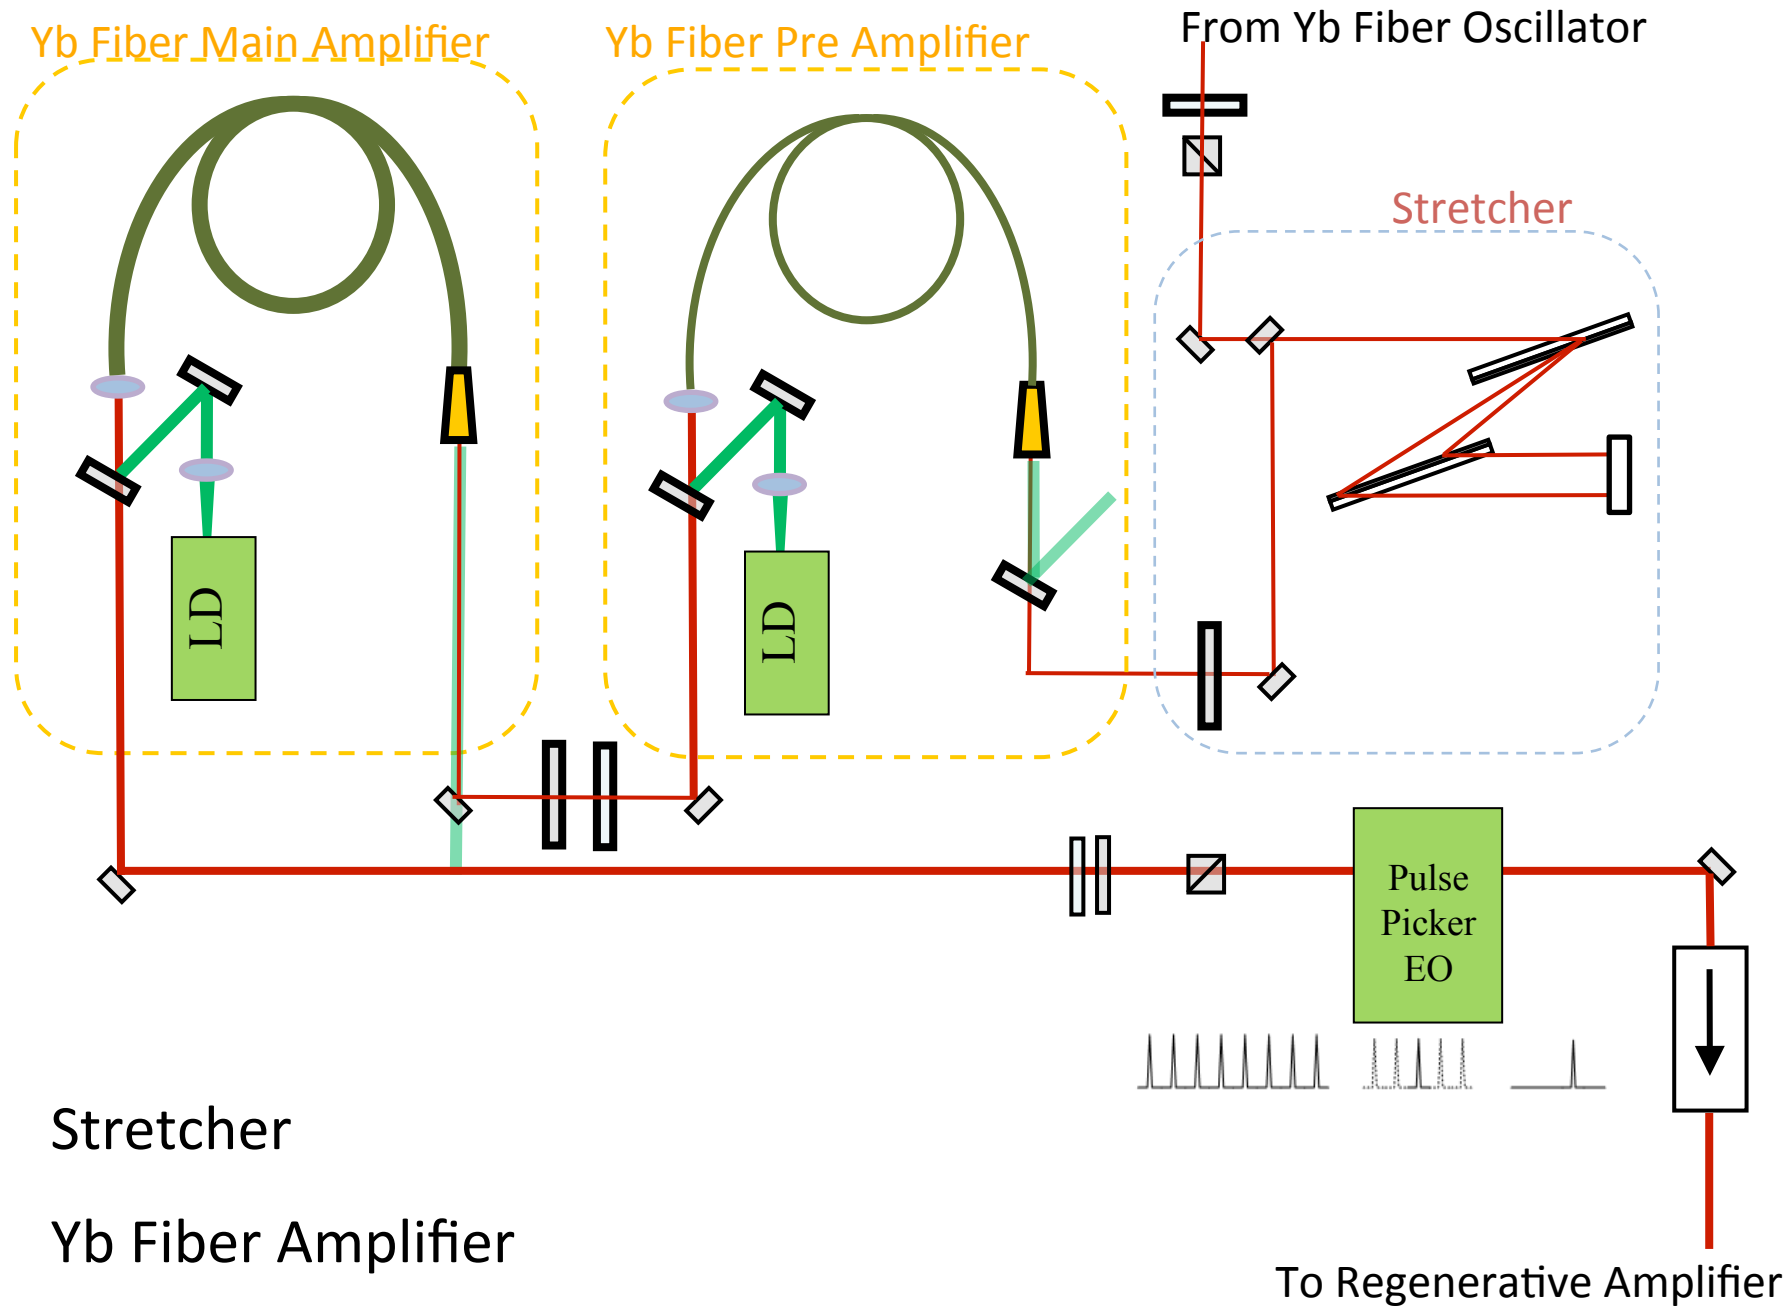 Yb Fiber Main Amplifier
Yb Fiber Pre Amplifier
From Yb Fiber Oscillator
Stretcher
LD
LD
Pulse
Picker
EO
Stretcher
Yb Fiber Amplifier
To Regenerative Amplifier